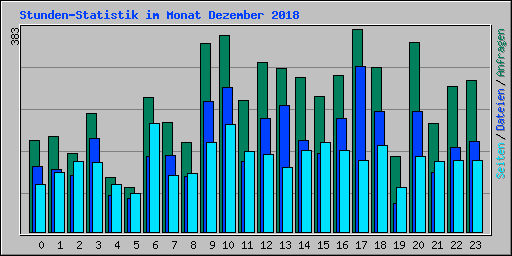 Stunden-Statistik im Monat Dezember 2018
383
Seiten / Dateien / Anfragen
0 1 2 3 4 5 6 7 8 9 10 11 12 13 14 15 16 17 18 19 20 21 22 23